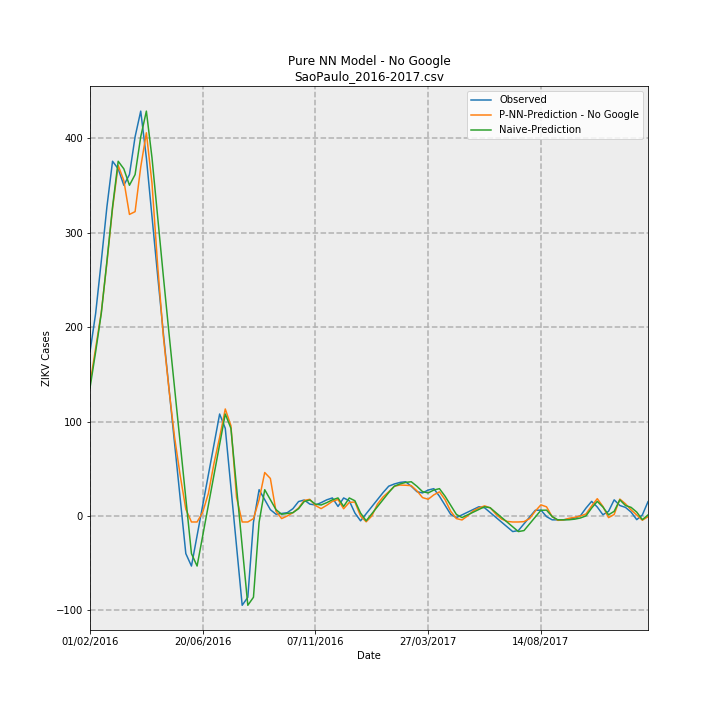 Pure NN Model - No Google
SaoPaulo_2016-2017.csv
Observed
P-NN-Prediction - No Google
Naive-Prediction
ZIKV Cases
400
300
200
100
0
−100
01/02/2016
20/06/2016
07/11/2016
27/03/2017
14/08/2017
Date